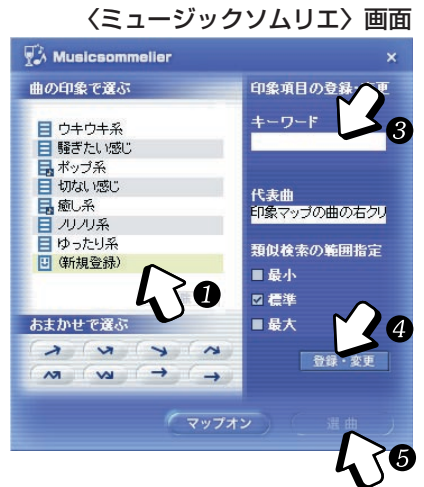 〈ミュージックソムリエ〉画面
Musicsommelier
×
曲の印象で選ぶ
ウキウキ系
騒ぎたい感じ
ポップ系
切ない感じ
癒し系
ノリノリ系
ゆったり系
(新規登録)
1
おまかせで選ぶ
印象項目の登録・変更
キーワード
3
代表曲
印象マップの曲の右クリ
類似検索の範囲指定
最小
標準
最大
4
登録・変更
マップオン
選曲
5